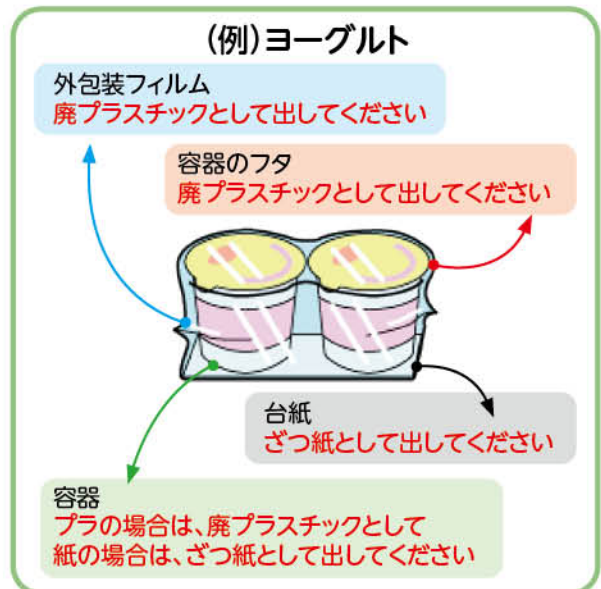 (例)ヨーグルト
外包装フィルム
廃プラスチックとして出してください
容器のフタ
廃プラスチックとして出してください
台紙
ざつ紙として出してください
容器
プラの場合は、廃プラスチックとして
紙の場合は、ざつ紙として出してください